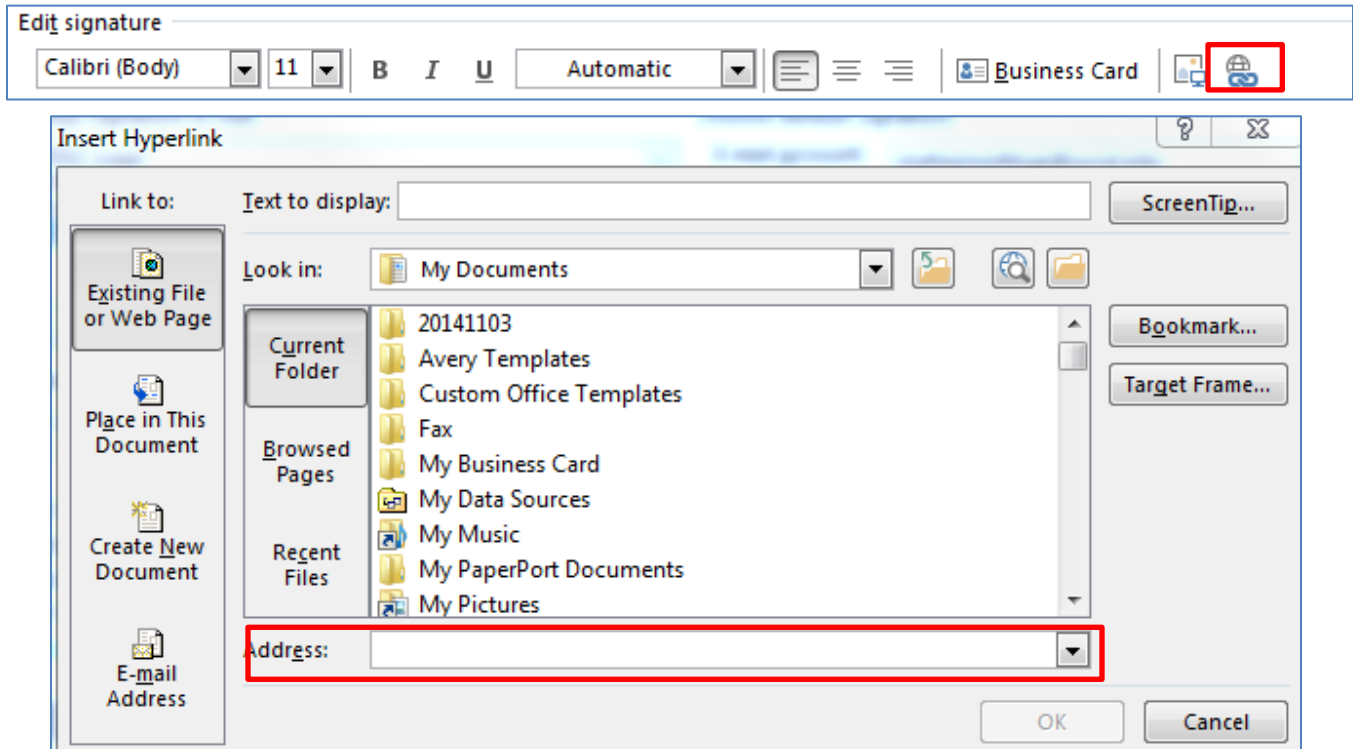 Edit signature
Calibri (Body) 11 B I U Automatic Business Card
Insert Hyperlink ?
Link to: Text to display: ScreenTip...
Look in: My Documents
Existing File
or Web Page
Place in This
Document
Create New
Document
E-mail
Address
Current
Folder
Browsed
Pages
Recent
Files
20141103
Avery Templates
Custom Office Templates
Fax
My Business Card
My Data Sources
My Music
My PaperPort Documents
My Pictures
Bookmark...
Target Frame...
Address:
OK Cancel